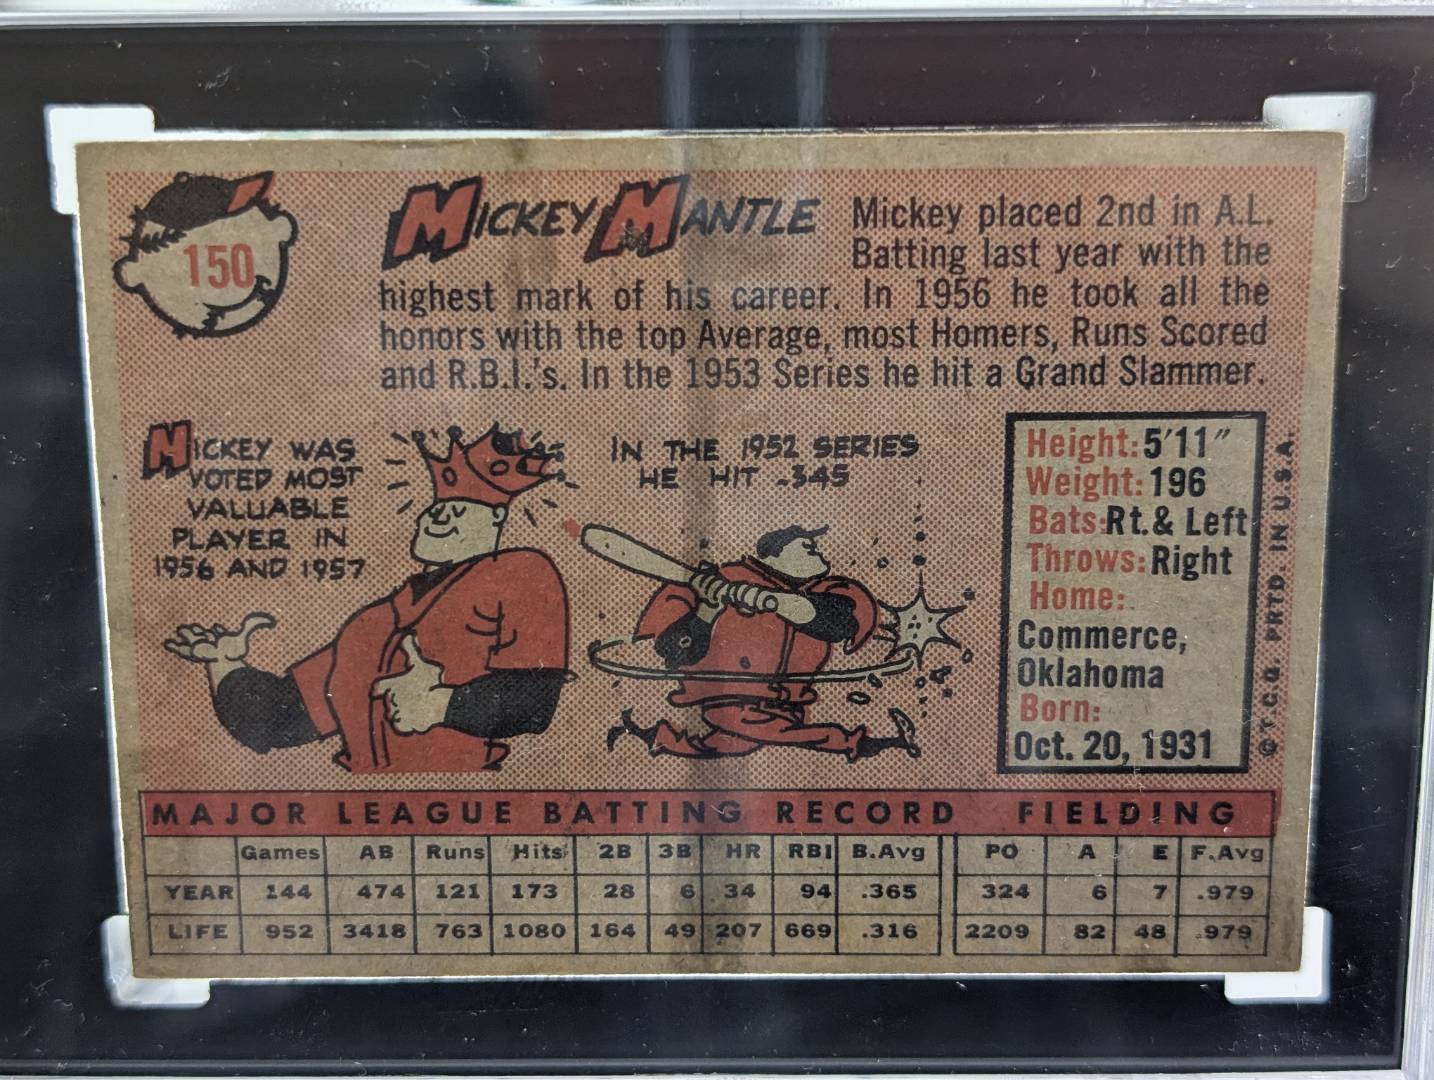 150
MICKEY MANTLE
Mickey placed 2nd in A.L.
Batting last year with the
highest mark of his career. In 1956 he took all the
honors with the top Average, most Homers, Runs Scored
and R.B.I.'s. In the 1953 Series he hit a Grand Slammer.
MICKEY WAS
VOTED MOST
VALUABLE
PLAYER IN
1956 AND 1957
IN THE 1952 SERIES
HE HIT .345
Height: 5'11"
Weight: 196
Bats: Rt. & Left
Throws: Right
Home:
Commerce,
Oklahoma
Born:
Oct. 20, 1931
© T.C.G. PRTD. IN U.S.A.
MAJOR LEAGUE BATTING RECORD FIELDING
Games AB Runs Hits 2B 3B HR RBI B.Avg PO A E F.Avg
YEAR 144 474 121 173 28 6 34 94 .365 324 6 7 .979
LIFE 952 3418 763 1080 164 49 207 669 .316 2209 82 48 .979